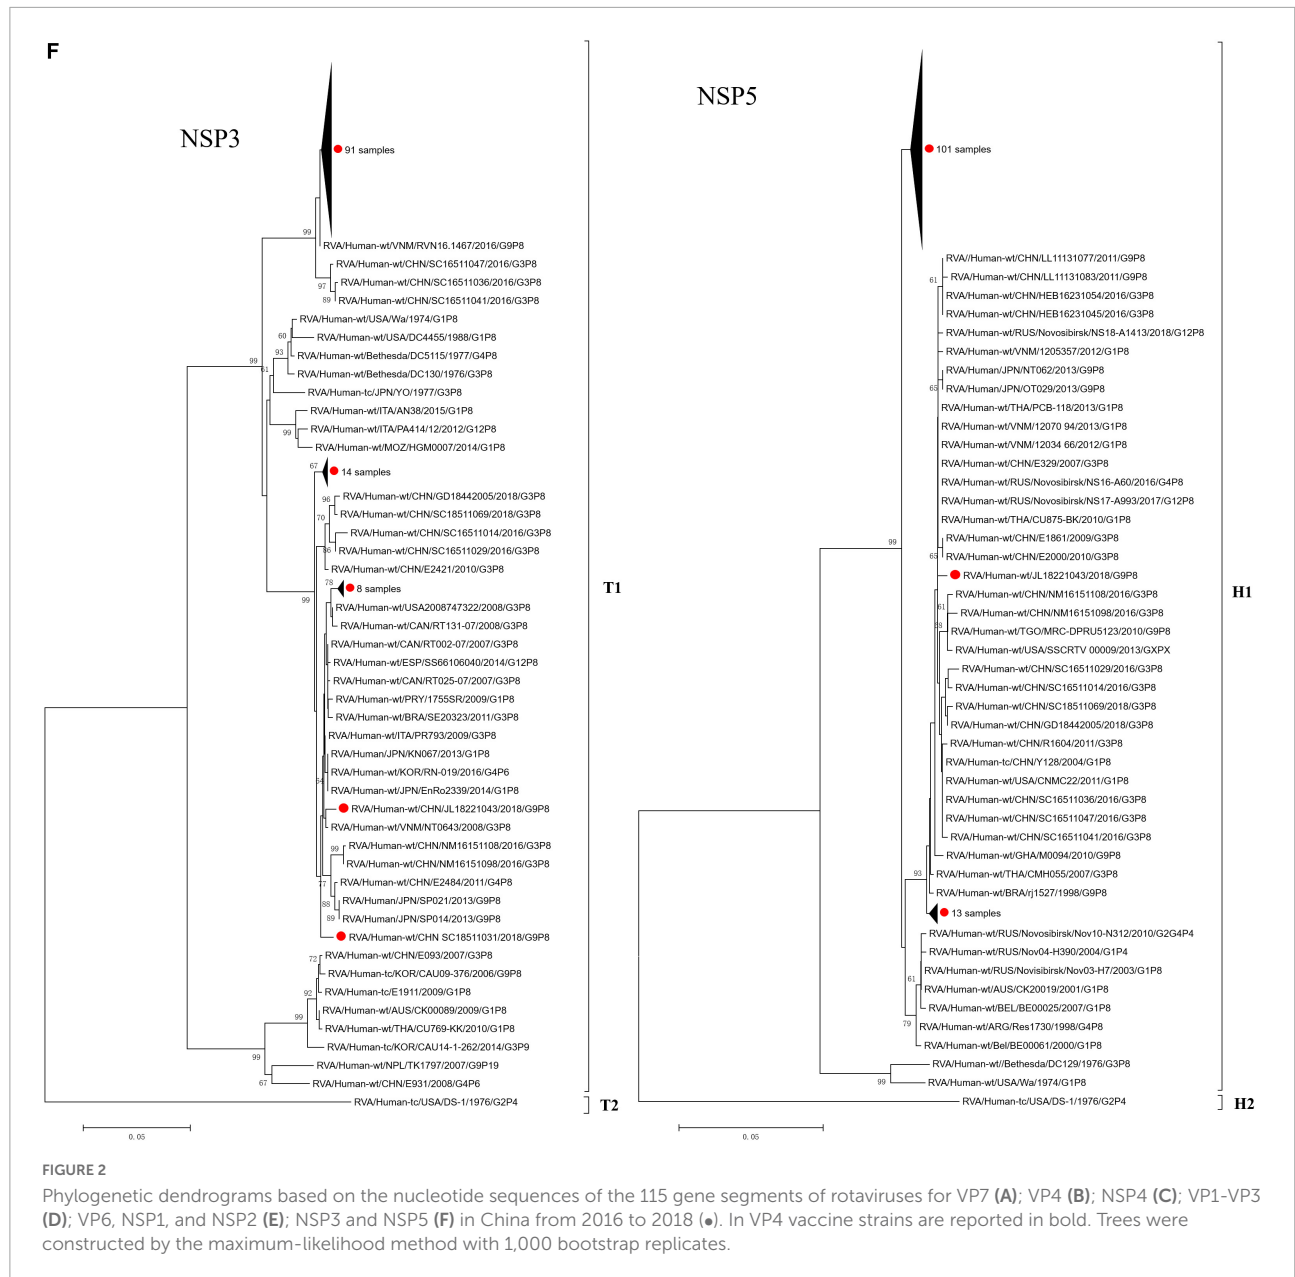 F
NSP3
91 samples
99
RVA/Human-wt/VNM/RVN16.1467/2016/G9P8
RVA/Human-wt/CHN/SC16511047/2016/G3P8
97
RVA/Human-wt/CHN/SC16511036/2016/G3P8
89
RVA/Human-wt/CHN/SC16511041/2016/G3P8
RVA/Human-wt/USA/Wa/1974/G1P8
60
RVA/Human-wt/USA/DC4455/1988/G1P8
93
RVA/Human-wt/Bethesda/DC5115/1977/G4P8
99
61
RVA/Human-wt/Bethesda/DC130/1976/G3P8
RVA/Human-tc/JPN/YO/1977/G3P8
RVA/Human-wt/ITA/AN38/2015/G1P8
99
RVA/Human-wt/ITA/PA414/12/2012/G12P8
RVA/Human-wt/MOZ/HGM0007/2014/G1P8
67
14 samples
96
RVA/Human-wt/CHN/GD18442005/2018/G3P8
70
RVA/Human-wt/CHN/SC18511069/2018/G3P8
RVA/Human-wt/CHN/SC16511014/2016/G3P8
86
RVA/Human-wt/CHN/SC16511029/2016/G3P8
RVA/Human-wt/CHN/E2421/2010/G3P8
78
8 samples
99
RVA/Human-wt/USA2008747322/2008/G3P8
RVA/Human-wt/CAN/RT131-07/2008/G3P8
RVA/Human-wt/CAN/RT002-07/2007/G3P8
RVA/Human-wt/ESP/SS66106040/2014/G12P8
RVA/Human-wt/CAN/RT025-07/2007/G3P8
RVA/Human-wt/PRY/1755SR/2009/G1P8
RVA/Human-wt/BRA/SE20323/2011/G3P8
RVA/Human-wt/ITA/PR793/2009/G3P8
RVA/Human/JPN/KN067/2013/G1P8
RVA/Human-wt/KOR/RN-019/2016/G4P6
RVA/Human-wt/JPN/EnRo2339/2014/G1P8
RVA/Human-wt/CHN/JL18221043/2018/G9P8
RVA/Human-wt/VNM/NT0643/2008/G3P8
99
RVA/Human-wt/CHN/NM16151108/2016/G3P8
RVA/Human-wt/CHN/NM16151098/2016/G3P8
77
RVA/Human-wt/CHN/E2484/2011/G4P8
88
RVA/Human/JPN/SP021/2013/G9P8
89
RVA/Human/JPN/SP014/2013/G9P8
RVA/Human-wt/CHN SC18511031/2018/G9P8
72
RVA/Human-wt/CHN/E093/2007/G3P8
RVA/Human-tc/KOR/CAU09-376/2006/G9P8
92
RVA/Human-tc/E1911/2009/G1P8
99
RVA/Human-wt/AUS/CK00089/2009/G1P8
RVA/Human-wt/THA/CU769-KK/2010/G1P8
RVA/Human-tc/KOR/CAU14-1-262/2014/G3P9
99
RVA/Human-wt/NPL/TK1797/2007/G9P19
67
RVA/Human-wt/CHN/E931/2008/G4P6
RVA/Human-tc/USA/DS-1/1976/G2P4
T1
T2
0.05
NSP5
101 samples
RVA//Human-wt/CHN/LL11131077/2011/G9P8
61
RVA/Human-wt/CHN/LL11131083/2011/G9P8
RVA/Human-wt/CHN/HEB16231054/2016/G3P8
RVA/Human-wt/CHN/HEB16231045/2016/G3P8
RVA/Human-wt/RUS/Novosibirsk/NS18-A1413/2018/G12P8
RVA/Human-wt/VNM/1205357/2012/G1P8
RVA/Human/JPN/NT062/2013/G9P8
65
RVA/Human/JPN/OT029/2013/G9P8
RVA/Human-wt/THA/PCB-118/2013/G1P8
RVA/Human-wt/VNM/12070 94/2013/G1P8
RVA/Human-wt/VNM/12034 66/2012/G1P8
RVA/Human-wt/CHN/E329/2007/G3P8
RVA/Human-wt/RUS/Novosibirsk/NS16-A60/2016/G4P8
RVA/Human-wt/RUS/Novosibirsk/NS17-A993/2017/G12P8
RVA/Human-wt/THA/CU875-BK/2010/G1P8
99
RVA/Human-wt/CHN/E1861/2009/G3P8
65
RVA/Human-wt/CHN/E2000/2010/G3P8
RVA/Human-wt/JL18221043/2018/G9P8
RVA/Human-wt/CHN/NM16151108/2016/G3P8
61
RVA/Human-wt/CHN/NM16151098/2016/G3P8
RVA/Human-wt/TGO/MRC-DPRU5123/2010/G9P8
RVA/Human-wt/USA/SSCRTV 00009/2013/GXPX
RVA/Human-wt/CHN/SC16511029/2016/G3P8
RVA/Human-wt/CHN/SC16511014/2016/G3P8
RVA/Human-wt/CHN/SC18511069/2018/G3P8
RVA/Human-wt/CHN/GD18442005/2018/G3P8
RVA/Human-wt/CHN/R1604/2011/G3P8
RVA/Human-tc/CHN/Y128/2004/G1P8
RVA/Human-wt/USA/CNMC22/2011/G1P8
RVA/Human-wt/CHN/SC16511036/2016/G3P8
RVA/Human-wt/CHN/SC16511047/2016/G3P8
RVA/Human-wt/CHN/SC16511041/2016/G3P8
RVA/Human-wt/GHA/M0094/2010/G9P8
93
RVA/Human-wt/THA/CMH055/2007/G3P8
RVA/Human-wt/BRA/rj1527/1998/G9P8
13 samples
RVA/Human-wt/RUS/Novosibirsk/Nov10-N312/2010/G2G4P4
RVA/Human-wt/RUS/Nov04-H390/2004/G1P4
RVA/Human-wt/RUS/Novisibirsk/Nov03-H7/2003/G1P8
61
RVA/Human-wt/AUS/CK20019/2001/G1P8
RVA/Human-wt/BEL/BE00025/2007/G1P8
79
RVA/Human-wt/ARG/Res1730/1998/G4P8
RVA/Human-wt/Bel/BE00061/2000/G1P8
RVA/Human-wt//Bethesda/DC129/1976/G3P8
99
RVA/Human-wt/USA/Wa/1974/G1P8
RVA/Human-tc/USA/DS-1/1976/G2P4
H1
H2
0.05
FIGURE 2
Phylogenetic dendrograms based on the nucleotide sequences of the 115 gene segments of rotaviruses for VP7 (A); VP4 (B); NSP4 (C); VP1-VP3
(D); VP6, NSP1, and NSP2 (E); NSP3 and NSP5 (F) in China from 2016 to 2018 (●). In VP4 vaccine strains are reported in bold. Trees were
constructed by the maximum-likelihood method with 1,000 bootstrap replicates.